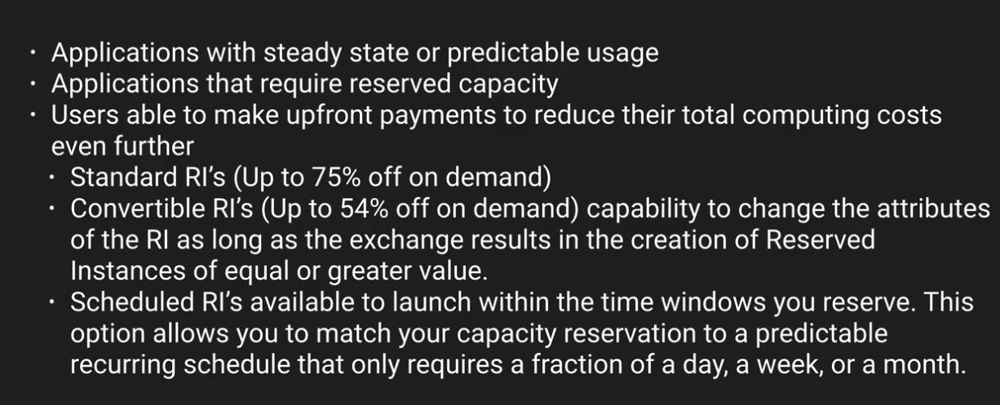 • Applications with steady state or predictable usage
• Applications that require reserved capacity
• Users able to make upfront payments to reduce their total computing costs
even further
• Standard RI's (Up to 75% off on demand)
• Convertible RI's (Up to 54% off on demand) capability to change the attributes
of the RI as long as the exchange results in the creation of Reserved
Instances of equal or greater value.
• Scheduled RI's available to launch within the time windows you reserve. This
option allows you to match your capacity reservation to a predictable
recurring schedule that only requires a fraction of a day, a week, or a month.